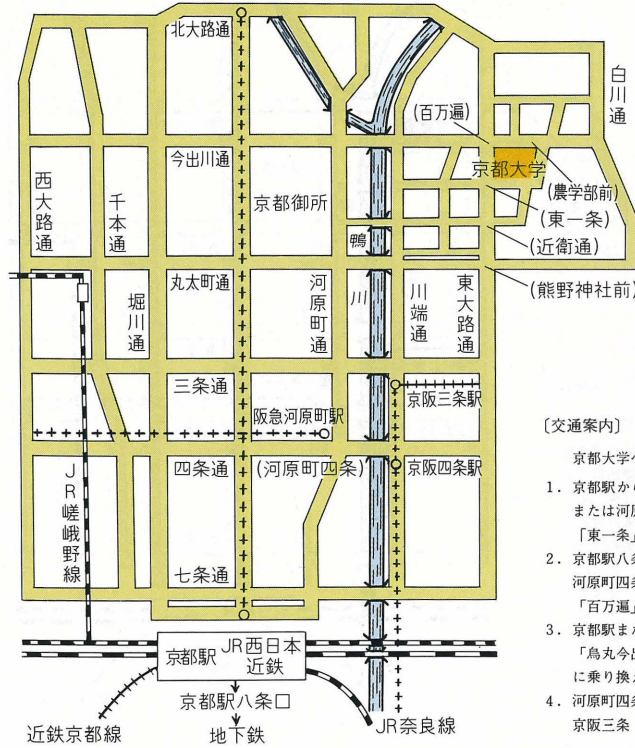 北大路通
白川通
(百万遍)
今出川通
京都大学
西大路通
千本通
京都御所
(農学部前)
(東一条)
鴨川
(近衛通)
丸太町通
河原町通
川端通
東大路通
(熊野神社前)
堀川通
三条通
京阪三条駅
阪急河原町駅
〔交通案内〕
四条通
(河原町四条)
京阪四条駅
京都大学へ
JR嵯峨野線
1. 京都駅から
または河原
「東一条」
七条通
2. 京都駅八条
河原町四条
「百万遍」
3. 京都駅また
「烏丸今出
に乗り換え
4. 河原町四条
京阪三条
京都駅
JR西日本
近鉄
京都駅八条口
近鉄京都線
地下鉄
JR奈良線